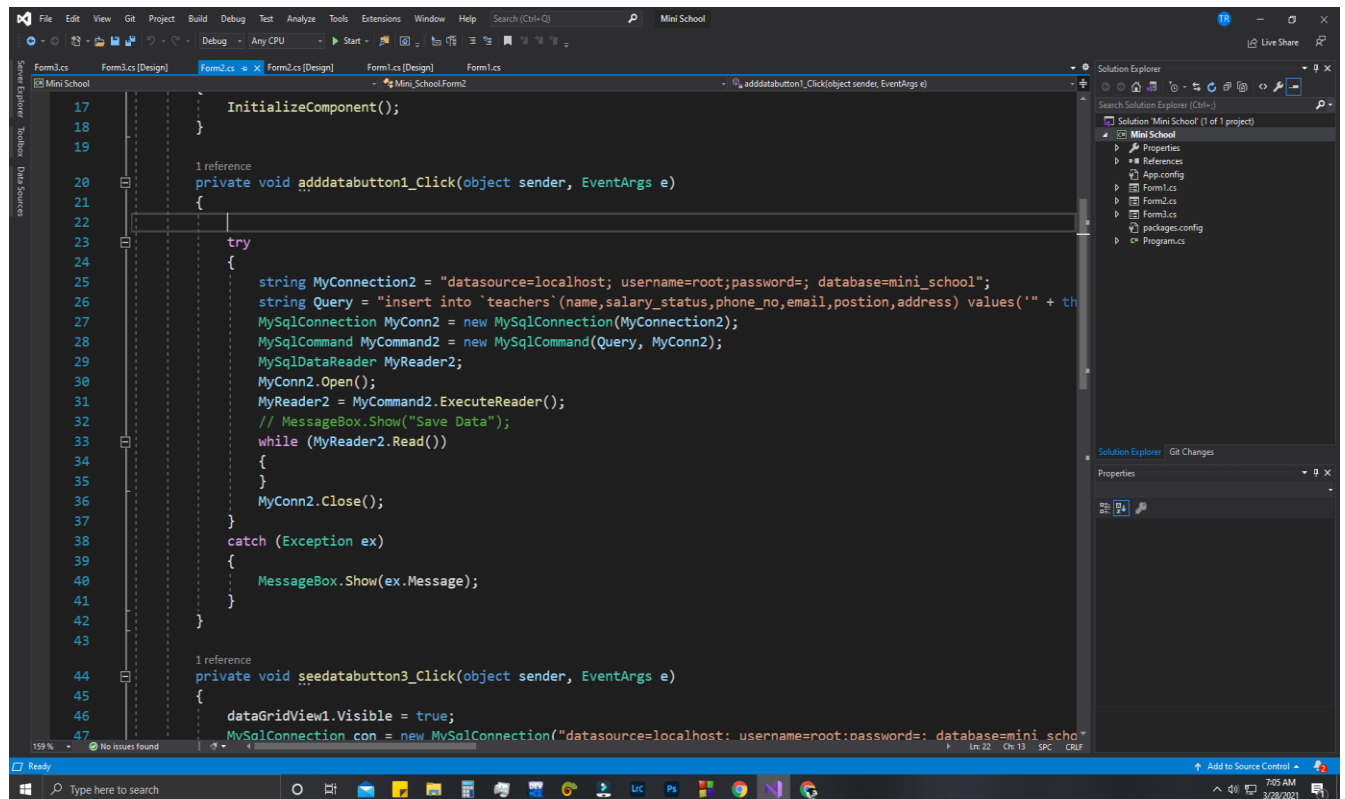 File Edit View Git Project Build Debug Test Analyze Tools Extensions Window Help Search (Ctrl+Q) Mini School TR
Debug Any CPU Start Live Share
Form3.cs Form3.cs [Design] Form2.cs Form2.cs [Design] Form1.cs [Design] Form1.cs
Mini School Mini_School.Form2 adddatabutton1_Click(object sender, EventArgs e)
Server Explorer
Toolbox
Data Sources
17 InitializeComponent();
18 }
19
1 reference
20 private void adddatabutton1_Click(object sender, EventArgs e)
21 {
22
23 try
24 {
25 string MyConnection2 = "datasource=localhost; username=root;password=; database=mini_school";
26 string Query = "insert into `teachers`(name,salary_status,phone_no,email,postion,address) values('" + th
27 MySqlConnection MyConn2 = new MySqlConnection(MyConnection2);
28 MySqlCommand MyCommand2 = new MySqlCommand(Query, MyConn2);
29 MySqlDataReader MyReader2;
30 MyConn2.Open();
31 MyReader2 = MyCommand2.ExecuteReader();
32 // MessageBox.Show("Save Data");
33 while (MyReader2.Read())
34 {
35 }
36 MyConn2.Close();
37 }
38 catch (Exception ex)
39 {
40 MessageBox.Show(ex.Message);
41 }
42 }
43
1 reference
44 private void seedatabutton3_Click(object sender, EventArgs e)
45 {
46 dataGridView1.Visible = true;
47 MySqlConnection con = new MySqlConnection("datasource=localhost; username=root;password=; database=mini_scho
159 % No issues found Ln: 22 Ch: 13 SPC CRLF
Solution Explorer
Search Solution Explorer (Ctrl+;)
Solution 'Mini School' (1 of 1 project)
Mini School
Properties
References
App.config
Form1.cs
Form2.cs
Form3.cs
packages.config
Program.cs
Solution Explorer Git Changes
Properties
Ready Add to Source Control 2
Type here to search LrC Ps 7:05 AM
3/28/2021